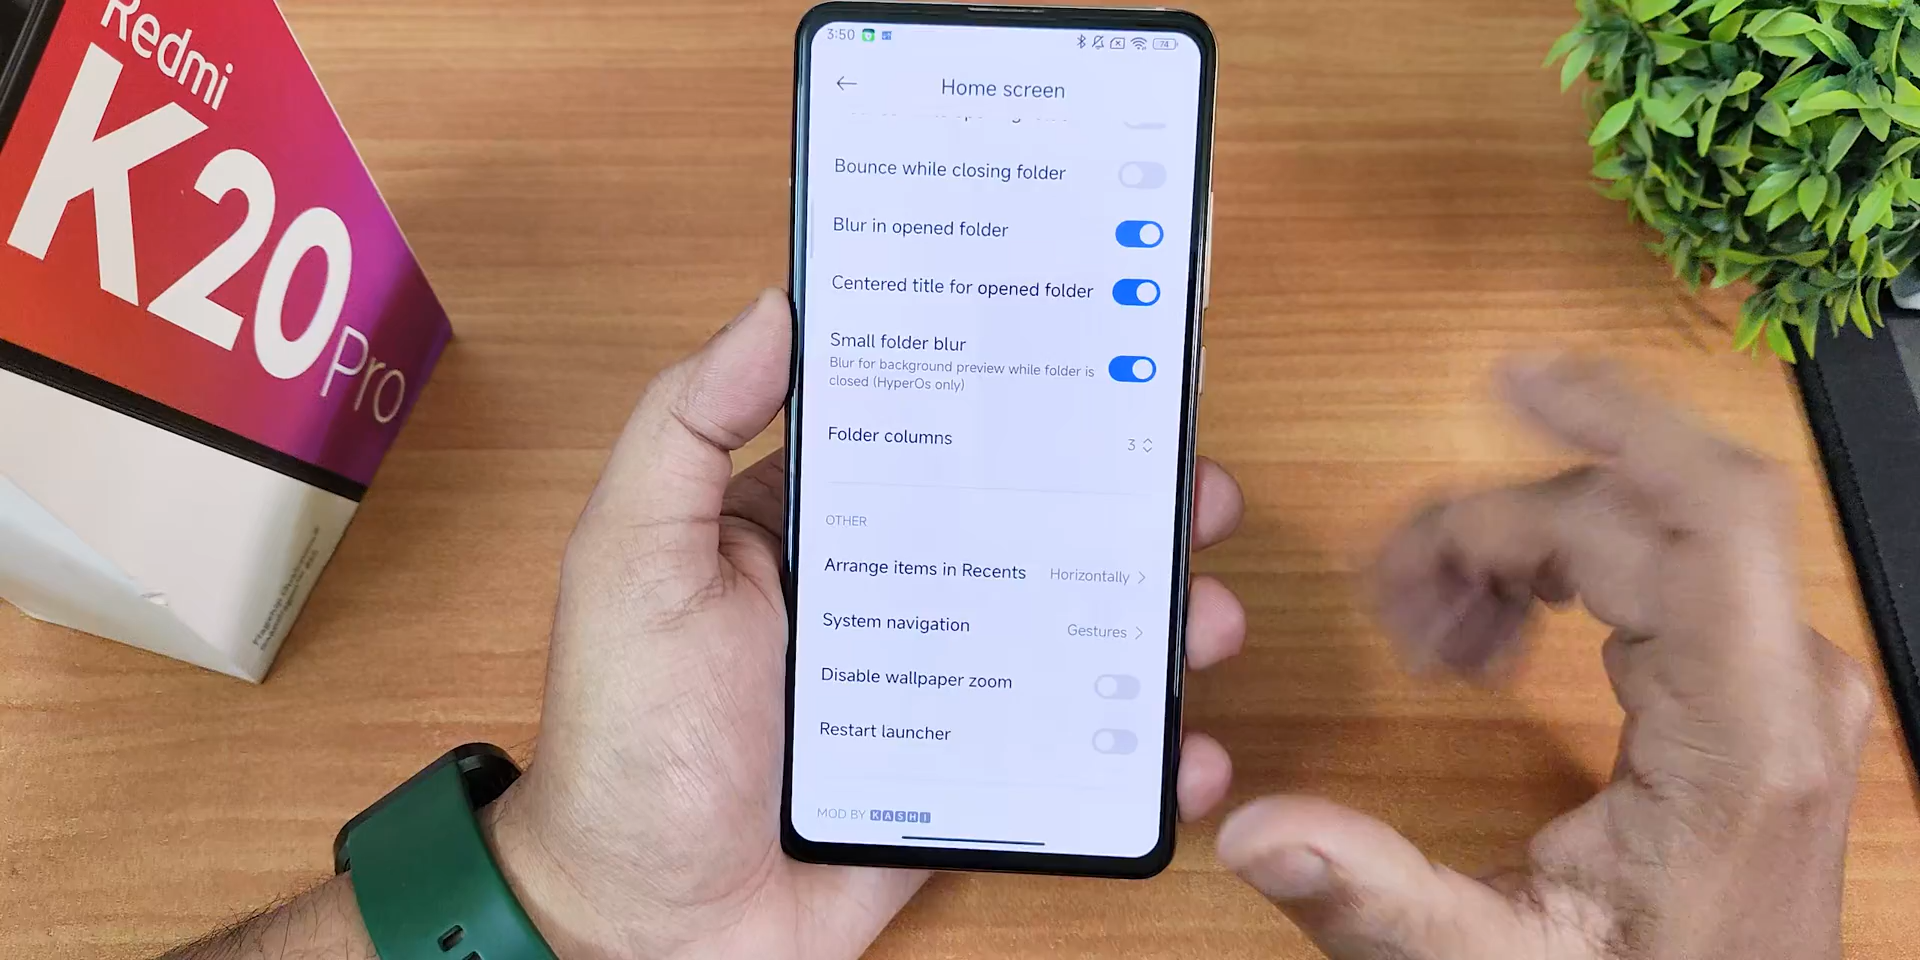 Redmi
K20 Pro
3:50
74
Home screen
Bounce while closing folder
Blur in opened folder
Centered title for opened folder
Small folder blur
Blur for background preview while folder is
closed (HyperOs only)
Folder columns 3
OTHER
Arrange items in Recents Horizontally
System navigation Gestures
Disable wallpaper zoom
Restart launcher
MOD BY KASHI